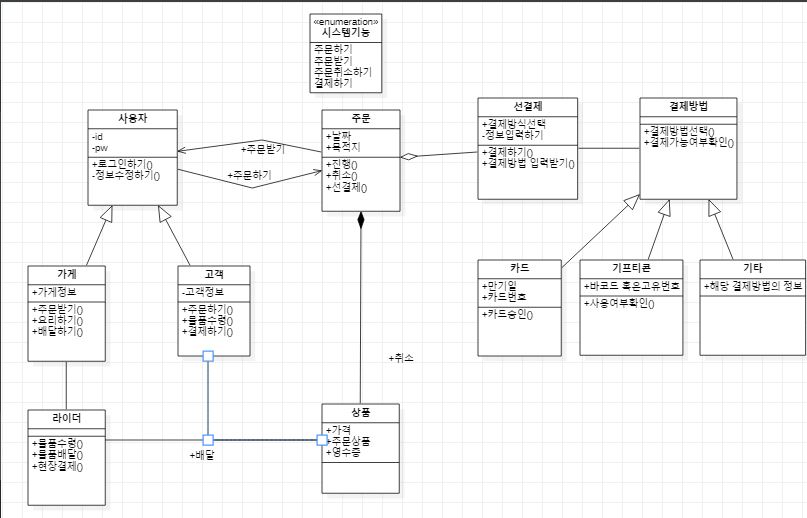 «enumeration»
시스템기능
주문하기
주문받기
주문취소하기
결제하기
사용자
-id
-pw
+로그인하기()
-정보수정하기()
+주문받기
+주문하기
주문
+날짜
+목적지
+진행()
+취소()
+선결제()
선결제
+결제방식선택
-정보입력하기
+결제하기()
+결제방법 입력받기()
결제방법
+결제방법선택()
+결제가능여부확인()
가게
+가게정보
+주문받기()
+요리하기()
+배달하기()
고객
-고객정보
+주문하기()
+물품수령()
+결제하기()
카드
+만기일
+카드번호
+카드승인()
기프티콘
+바코드 혹은고유번호
+사용여부확인()
기타
+해당 결제방법의 정보
+취소
라이더
+물품수령()
+물품배달()
+현장결제()
+배달
상품
+가격
+주문상품
+영수증